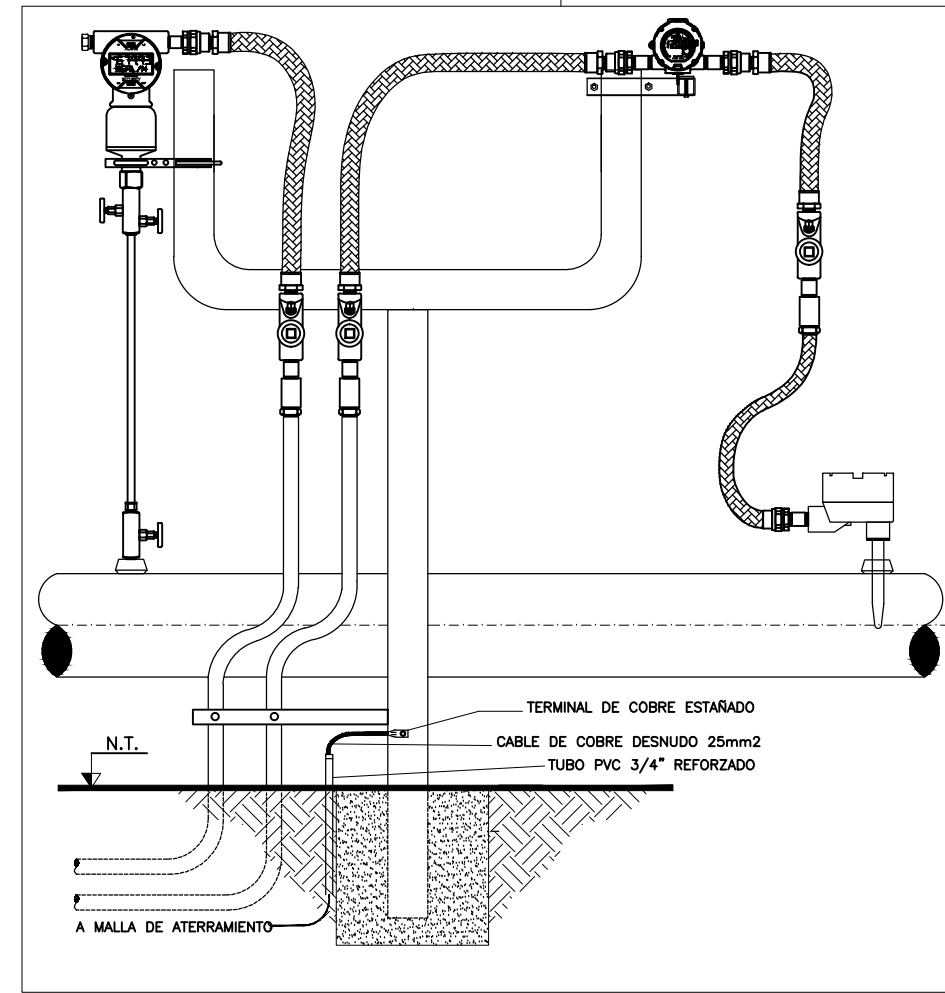 TERMINAL DE COBRE ESTAÑADO
CABLE DE COBRE DESNUDO 25mm2
TUBO PVC 3/4" REFORZADO
N.T.
A MALLA DE ATERRAMIENTO